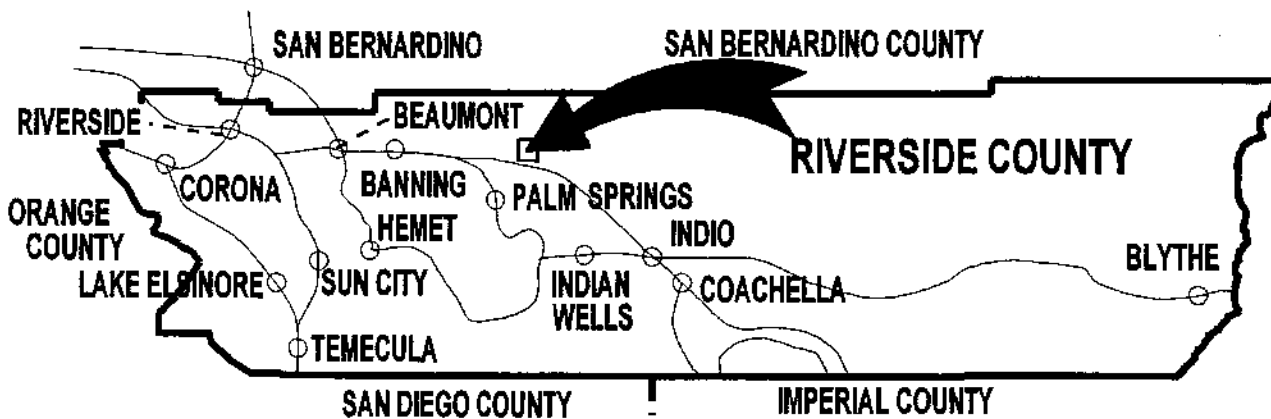 SAN BERNARDINO
SAN BERNARDINO COUNTY
RIVERSIDE
BEAUMONT
RIVERSIDE COUNTY
CORONA
BANNING
PALM SPRINGS
ORANGE
COUNTY
HEMET
INDIO
BLYTHE
LAKE ELSINORE
SUN CITY
INDIAN
WELLS
COACHELLA
TEMECULA
SAN DIEGO COUNTY
IMPERIAL COUNTY